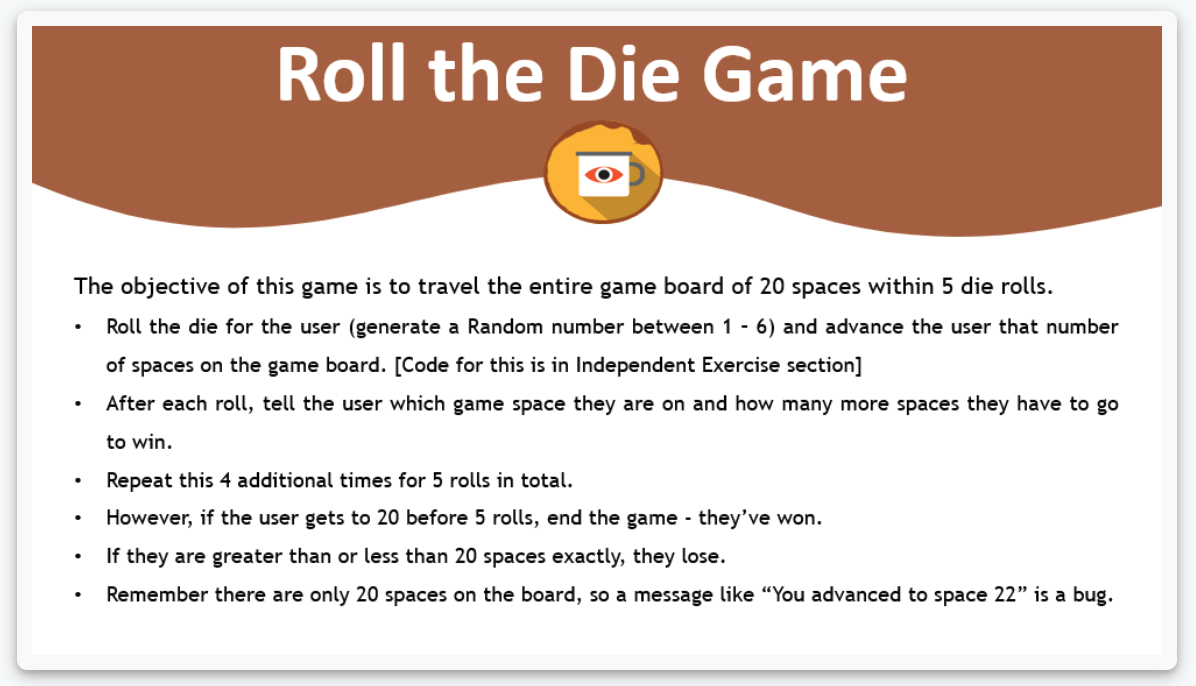 Roll the Die Game
The objective of this game is to travel the entire game board of 20 spaces within 5 die rolls.
• Roll the die for the user (generate a Random number between 1 – 6) and advance the user that number
of spaces on the game board. [Code for this is in Independent Exercise section]
• After each roll, tell the user which game space they are on and how many more spaces they have to go
to win.
• Repeat this 4 additional times for 5 rolls in total.
• However, if the user gets to 20 before 5 rolls, end the game - they’ve won.
• If they are greater than or less than 20 spaces exactly, they lose.
• Remember there are only 20 spaces on the board, so a message like “You advanced to space 22” is a bug.